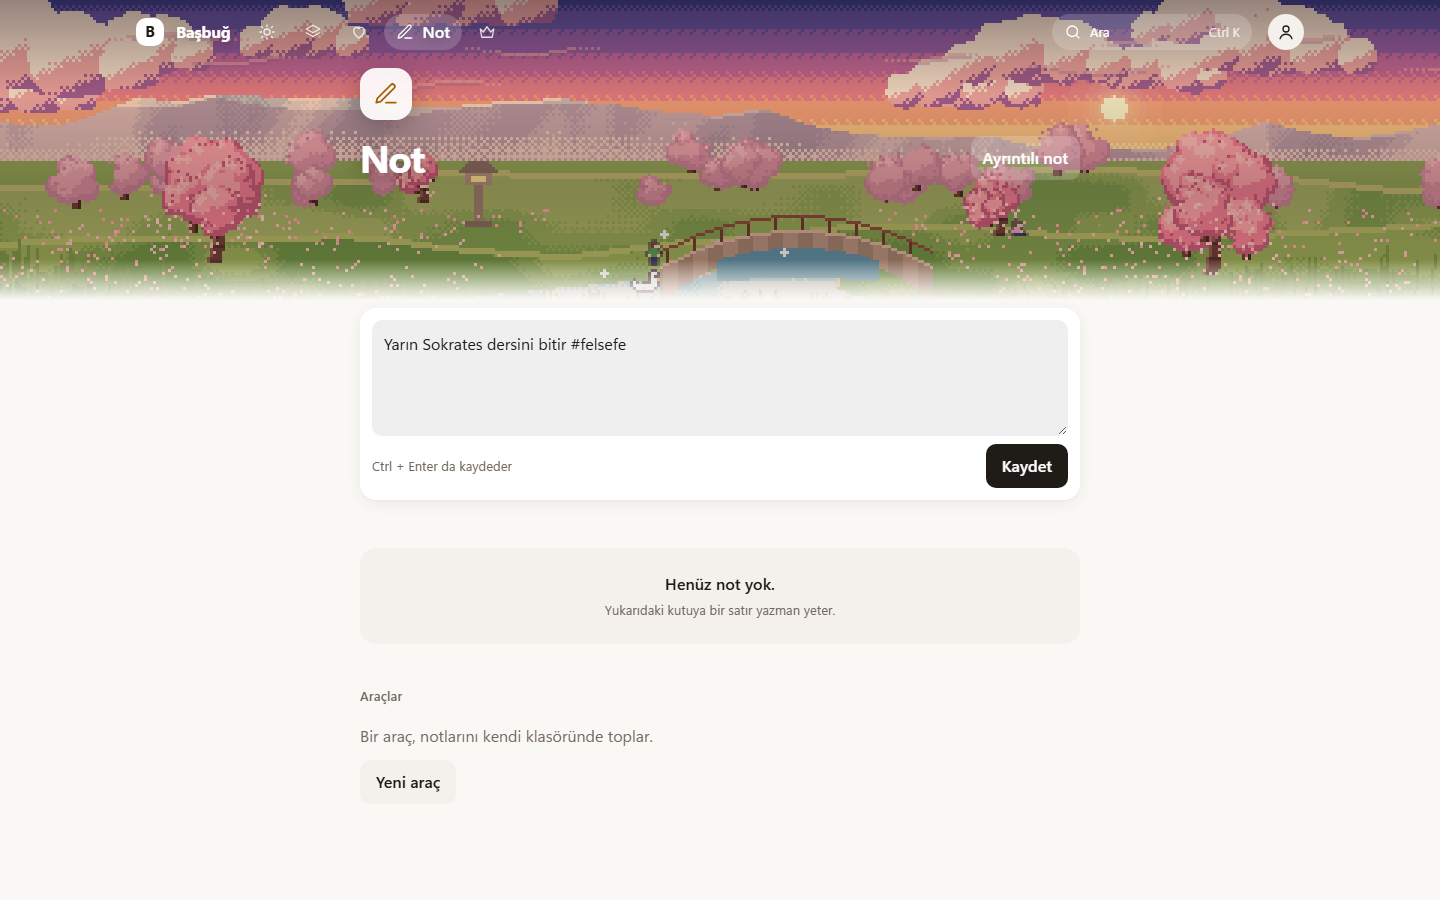 B Başbuğ Not Ara Ctrl K
Not
Ayrıntılı not
Yarın Sokrates dersini bitir #felsefe
Ctrl + Enter da kaydeder
Kaydet
Henüz not yok.
Yukarıdaki kutuya bir satır yazman yeter.
Araçlar
Bir araç, notlarını kendi klasöründe toplar.
Yeni araç